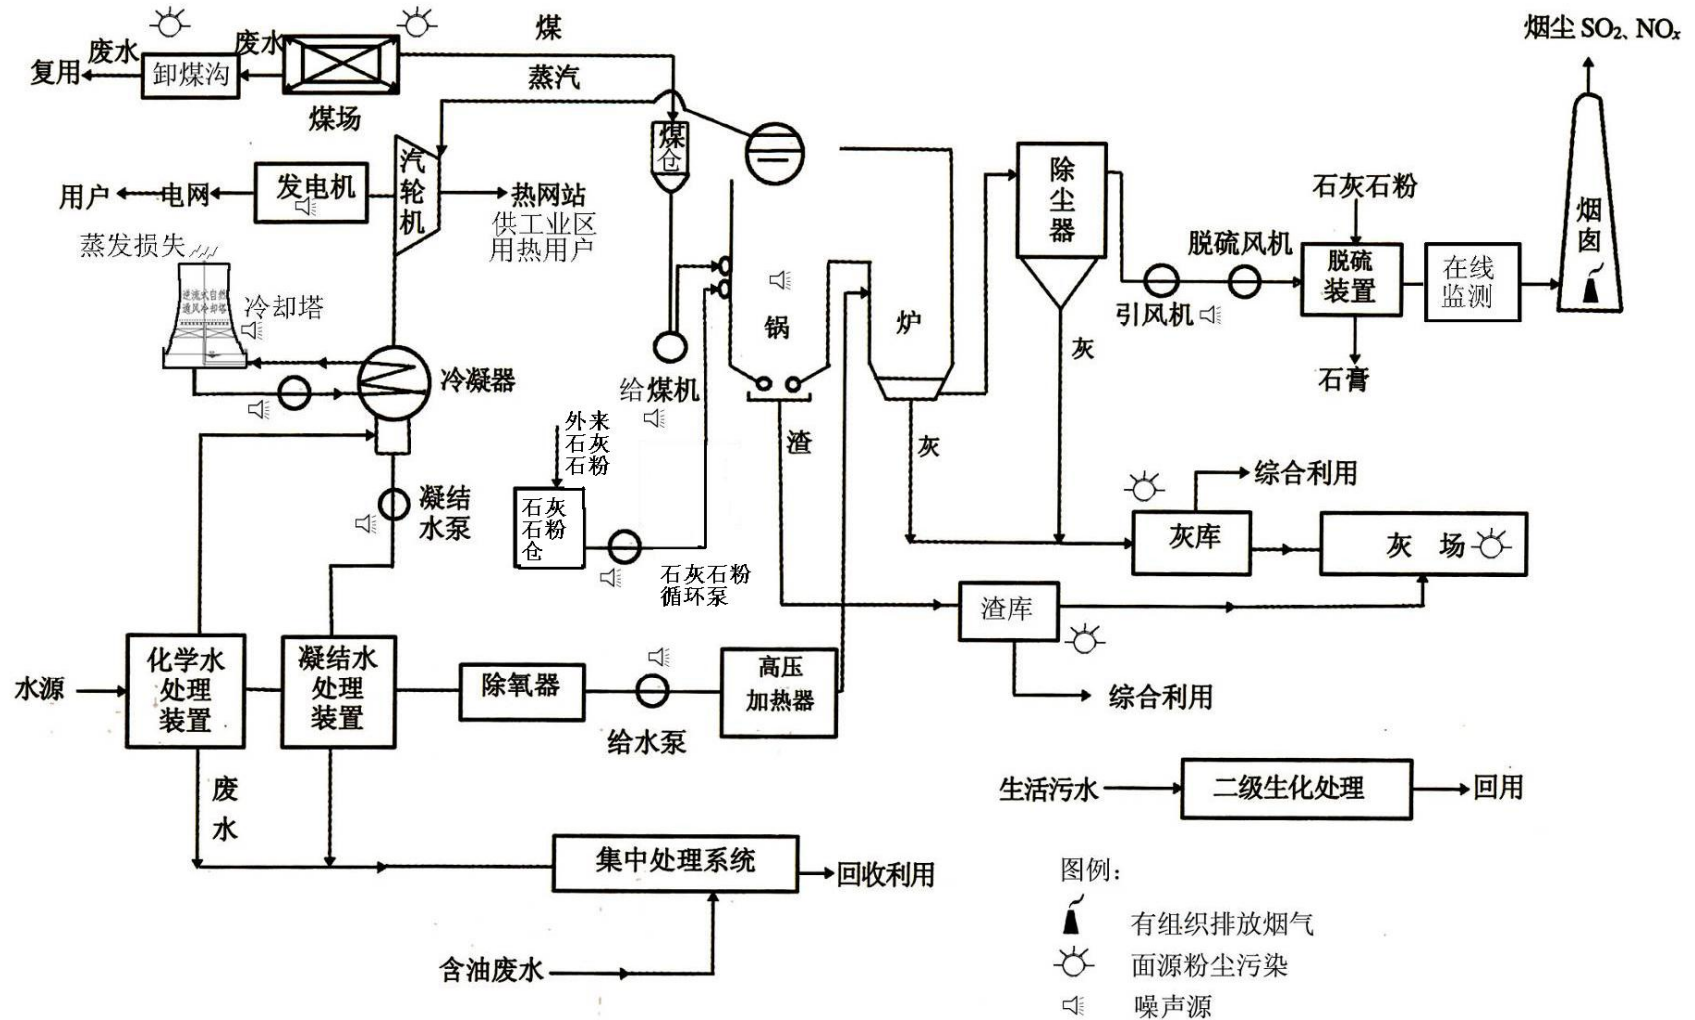 烟尘 SO₂、NOₓ
煤
废水
废水
复用
卸煤沟
蒸汽
煤场
煤仓
汽轮机
除尘器
石灰石粉
发电机
用户
电网
热网站
供工业区
用热用户
烟囱
脱硫风机
蒸发损失
脱硫
装置
在线
监测
逆流式自然
通风冷却塔
冷却塔
引风机
锅
炉
灰
石膏
冷凝器
给煤机
外来
石灰
石粉
渣
灰
综合利用
凝结
水泵
石灰
石粉
仓
灰库
灰 场
石灰石粉
循环泵
渣库
化学水
处理
装置
凝结水
处理
装置
除氧器
高压
加热器
水源
综合利用
给水泵
废水
生活污水
二级生化处理
回用
集中处理系统
回收利用
图例：
有组织排放烟气
含油废水
面源粉尘污染
噪声源